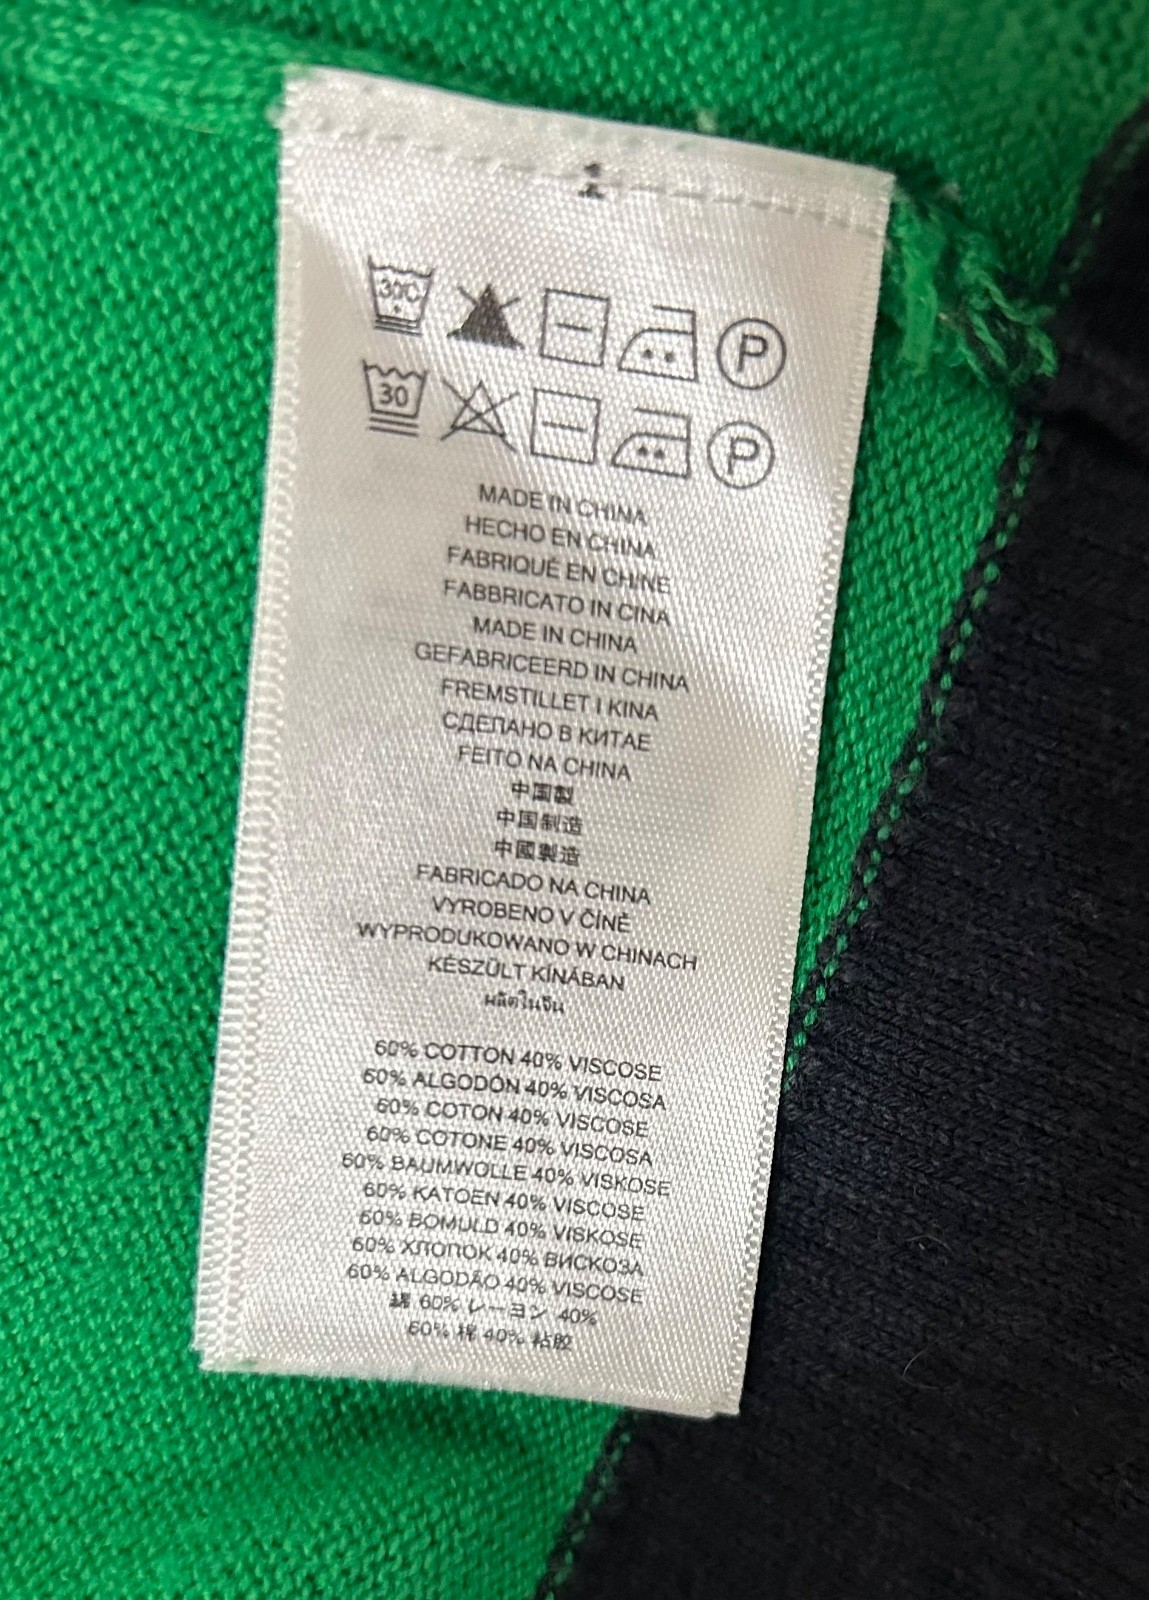 1
30C P
30 P
MADE IN CHINA
HECHO EN CHINA
FABRIQUÉ EN CHINE
FABBRICATO IN CINA
MADE IN CHINA
GEFABRICEERD IN CHINA
FREMSTILLET I KINA
СДЕЛАНО В КИТАЕ
FEITO NA CHINA
中国製
中国制造
中國製造
FABRICADO NA CHINA
VYROBENO V ČÍNĚ
WYPRODUKOWANO W CHINACH
KÉSZÜLT KÍNÁBAN
ผลิตในจีน
60% COTTON 40% VISCOSE
60% ALGODÓN 40% VISCOSA
60% COTON 40% VISCOSE
60% COTONE 40% VISCOSA
60% BAUMWOLLE 40% VISKOSE
60% KATOEN 40% VISCOSE
60% BOMULD 40% VISKOSE
60% ХЛОПОК 40% ВИСКОЗА
60% ALGODÃO 40% VISCOSE
綿 60% レーヨン 40%
60% 棉 40% 粘胶